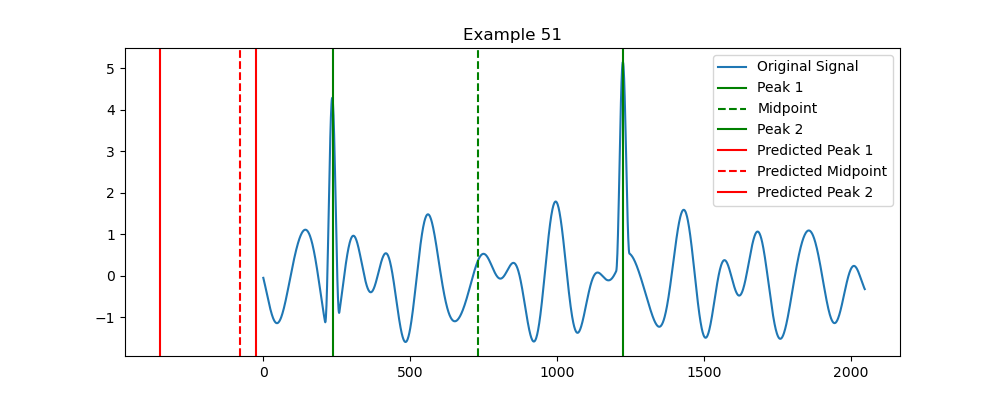 Example 51
5
4
3
2
1
0
−1
0
500
1000
1500
2000
Original Signal
Peak 1
Midpoint
Peak 2
Predicted Peak 1
Predicted Midpoint
Predicted Peak 2